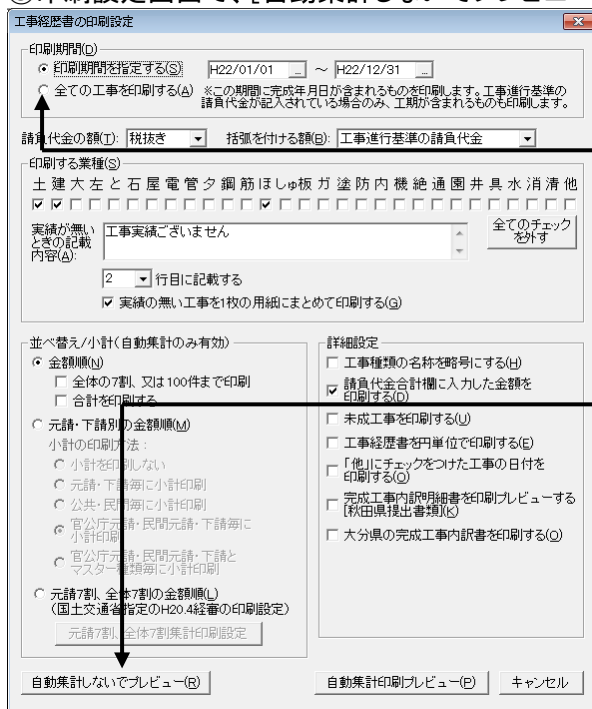 工事経歴書の印刷設定
印刷期間(D)
印刷期間を指定する(S) H22/01/01 ... ～ H22/12/31 ...
全ての工事を印刷する(A) ※この期間に完成年月日が含まれるものを印刷します。工事進行基準の
請負代金が記入されている場合のみ、工期が含まれるものも印刷します。
請負代金の額(T): 税抜き 括弧を付ける額(B): 工事進行基準の請負代金
印刷する業種(S)
土 建 大 左 と 石 屋 電 管 タ 鋼 筋 ほ しゅ 板 ガ 塗 防 内 機 絶 通 園 井 具 水 消 清 他
実績が無い
ときの記載
内容(A):
工事実績ございません
全てのチェック
を外す
2 行目に記載する
実績の無い工事を1枚の用紙にまとめて印刷する(G)
並べ替え/小計(自動集計のみ有効)
金額順(N)
全体の7割、又は100件まで印刷
合計を印刷する
元請・下請別の金額順(M)
小計の印刷方法：
小計を印刷しない
元請・下請毎に小計印刷
公共・民間毎に小計印刷
官公庁元請・民間元請・下請毎に
小計印刷
官公庁元請・民間元請・下請と
マスター種類毎に小計印刷
元請7割、全体7割の金額順(L)
(国土交通省指定のH20.4経審の印刷設定)
元請7割、全体7割集計印刷設定
詳細設定
工事種類の名称を略号にする(H)
請負代金合計欄に入力した金額を
印刷する(D)
未成工事を印刷する(U)
工事経歴書を円単位で印刷する(E)
「他」にチェックをつけた工事の日付を
印刷する(O)
完成工事内訳明細書を印刷プレビューする
[秋田県提出書類](K)
大分県の完成工事内訳書を印刷する(O)
自動集計しないでプレビュー(R)
自動集計印刷プレビュー(P)
キャンセル